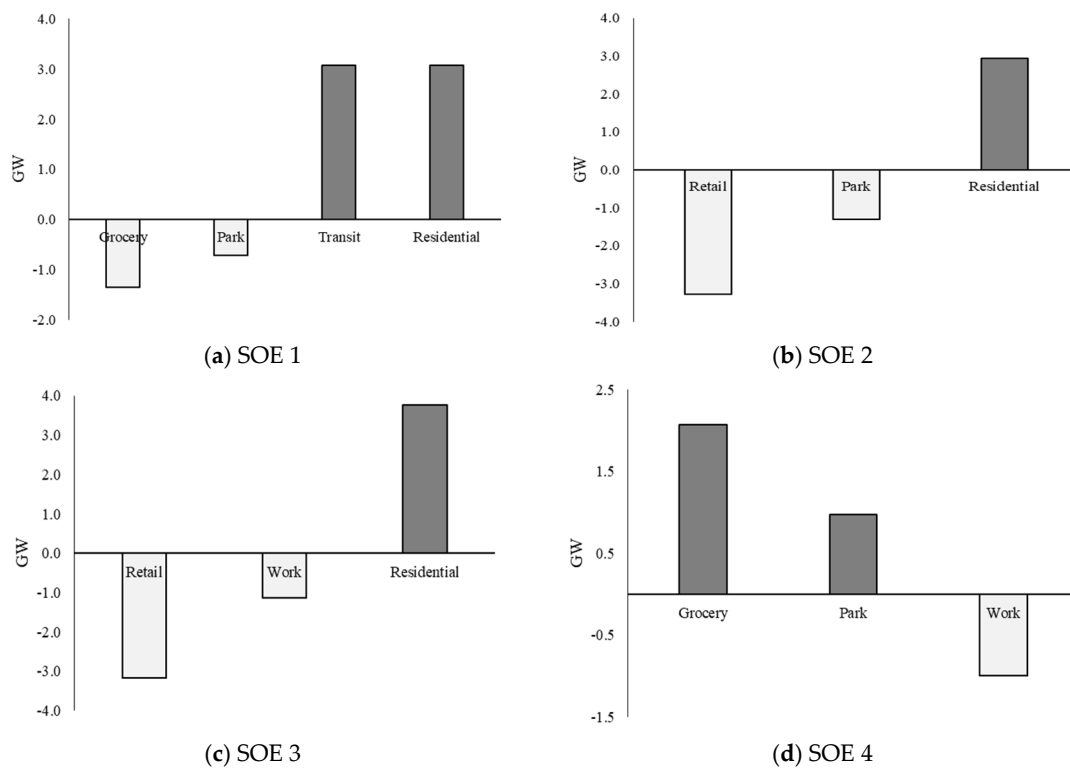 4.0
3.0
2.0
1.0
0.0
-1.0
-2.0
GW
Grocery
Park
Transit
Residential
(a) SOE 1
4.0
3.0
2.0
1.0
0.0
-1.0
-2.0
-3.0
-4.0
GW
Retail
Park
Residential
(b) SOE 2
4.0
3.0
2.0
1.0
0.0
-1.0
-2.0
-3.0
-4.0
GW
Retail
Work
Residential
(c) SOE 3
2.5
1.5
0.5
-0.5
-1.5
GW
Grocery
Park
Work
(d) SOE 4